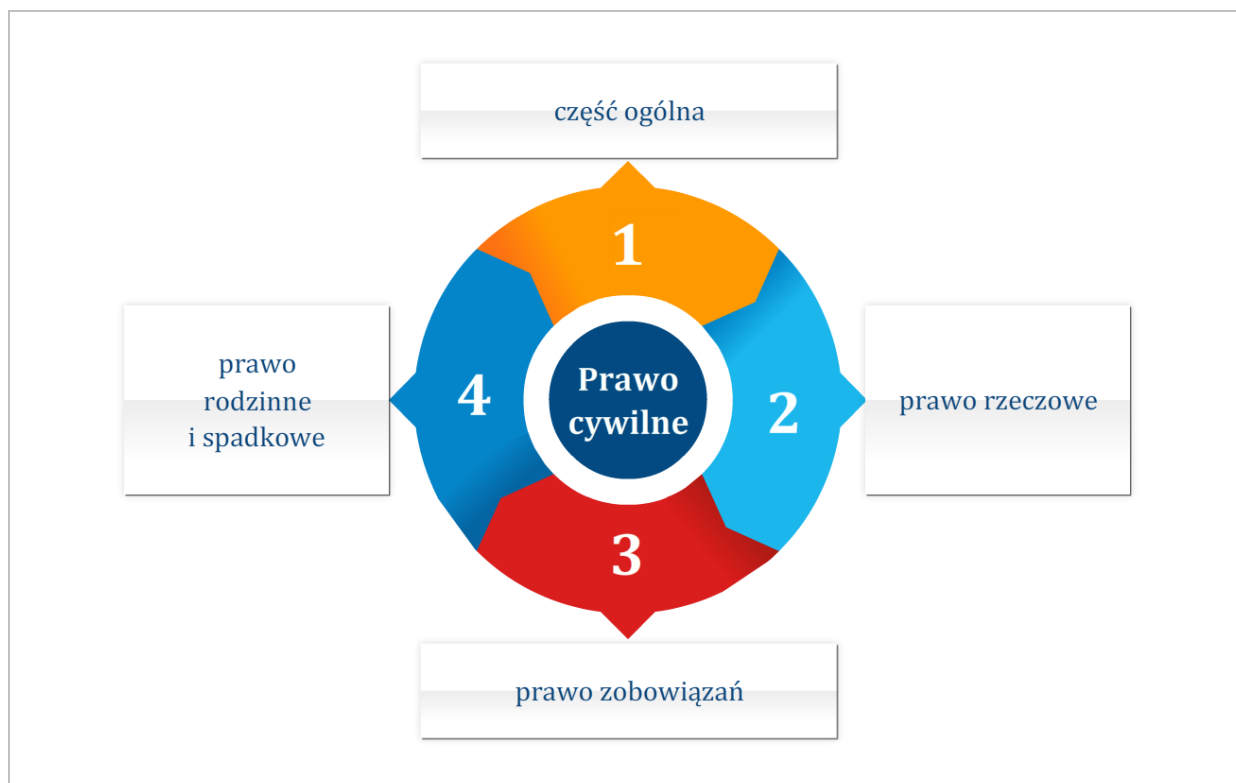 część ogólna
1
prawo
rodzinne
i spadkowe
4
Prawo
cywilne
2
prawo rzeczowe
3
prawo zobowiązań